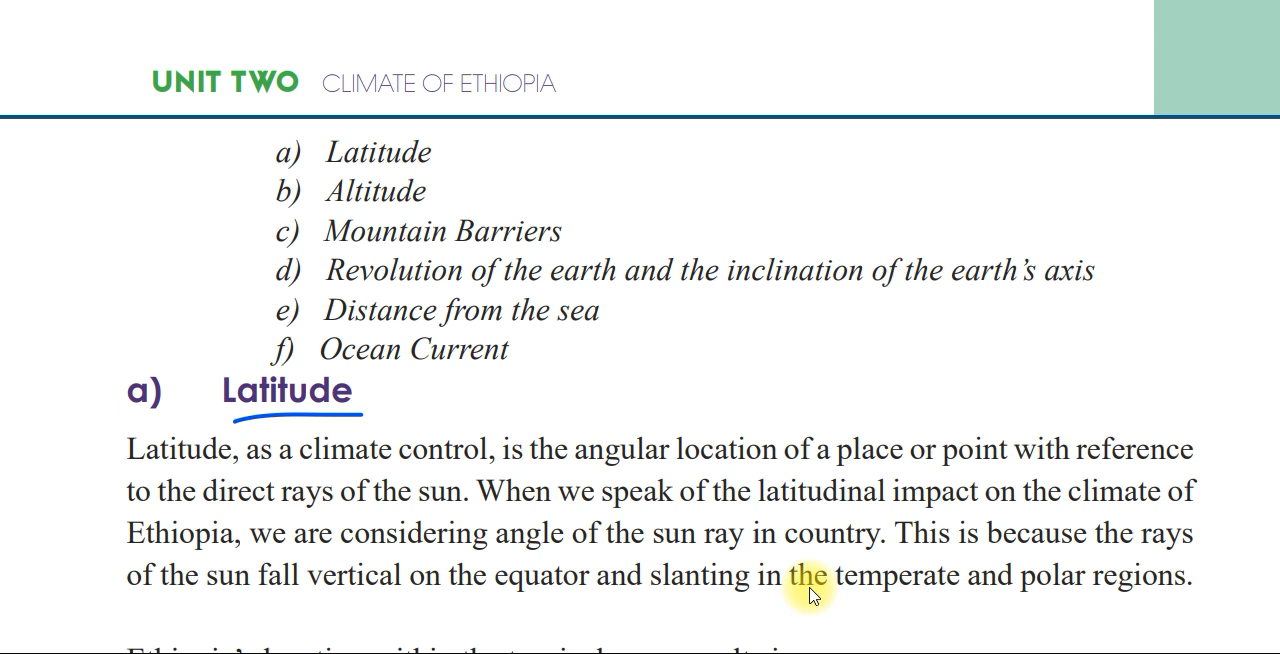 UNIT TWO CLIMATE OF ETHIOPIA
a) Latitude
b) Altitude
c) Mountain Barriers
d) Revolution of the earth and the inclination of the earth’s axis
e) Distance from the sea
f) Ocean Current
a) Latitude
Latitude, as a climate control, is the angular location of a place or point with reference
to the direct rays of the sun. When we speak of the latitudinal impact on the climate of
Ethiopia, we are considering angle of the sun ray in country. This is because the rays
of the sun fall vertical on the equator and slanting in the temperate and polar regions.